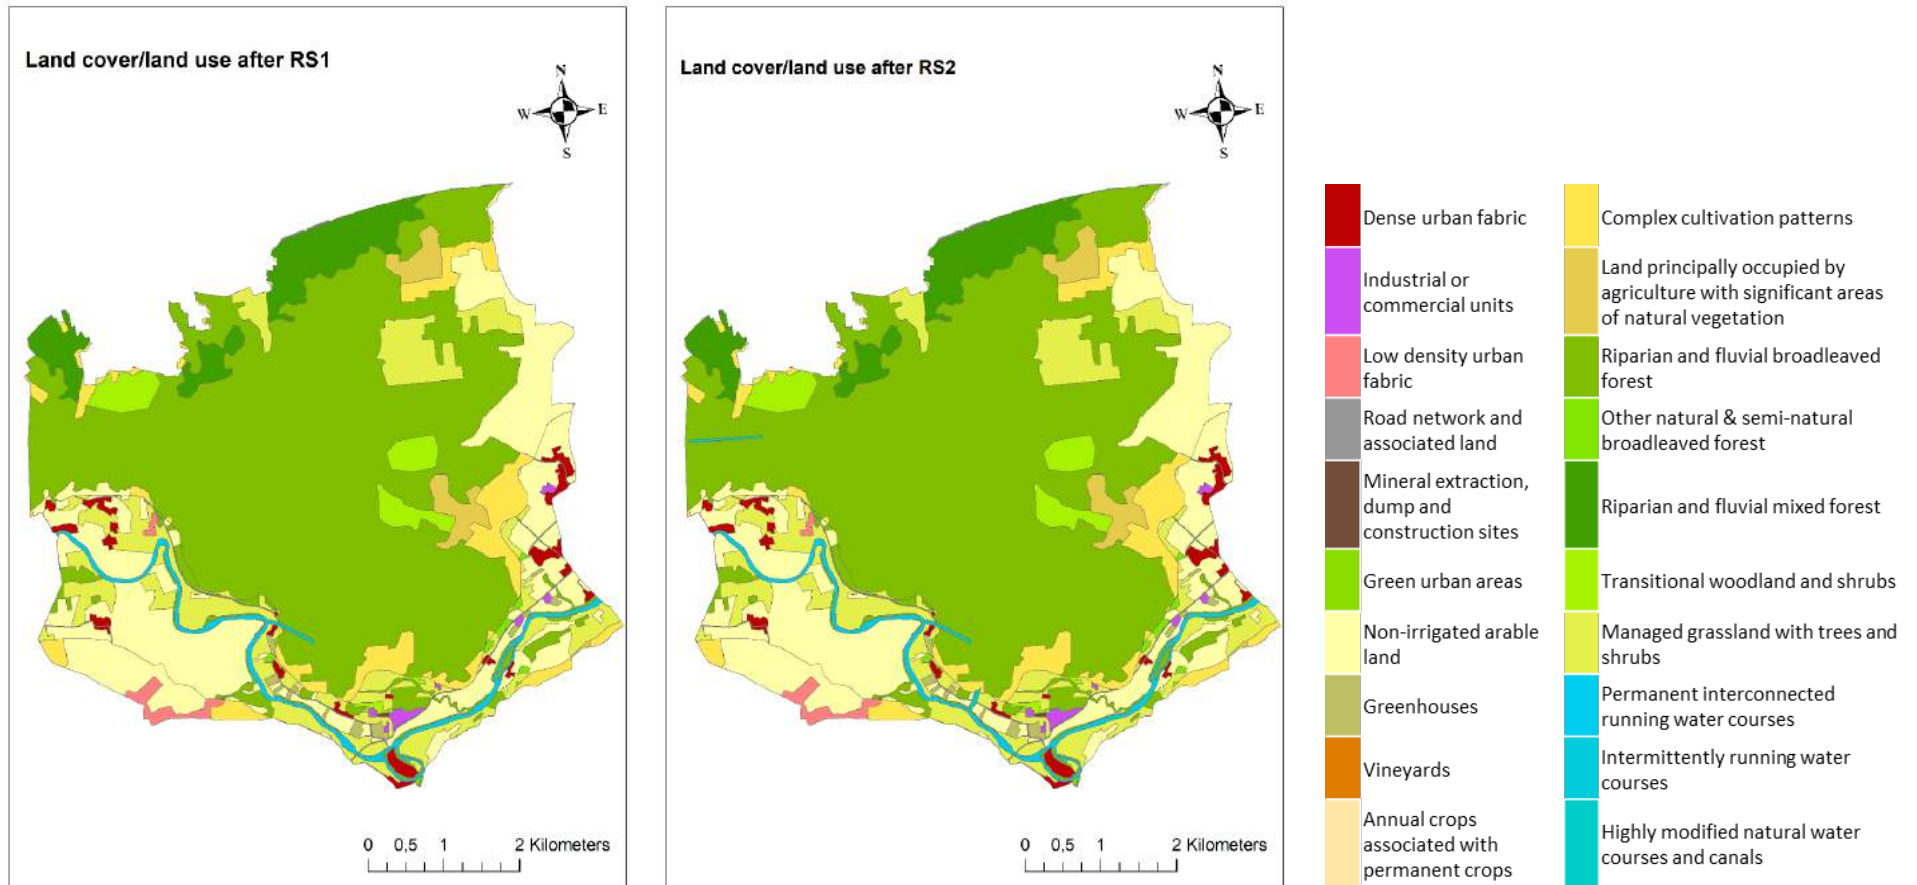 Land cover/land use after RS1
N
W
E
S
0 0,5 1 2 Kilometers
Land cover/land use after RS2
N
W
E
S
0 0,5 1 2 Kilometers
Dense urban fabric
Industrial or
commercial units
Low density urban
fabric
Road network and
associated land
Mineral extraction,
dump and
construction sites
Green urban areas
Non-irrigated arable
land
Greenhouses
Vineyards
Annual crops
associated with
permanent crops
Complex cultivation patterns
Land principally occupied by
agriculture with significant areas
of natural vegetation
Riparian and fluvial broadleaved
forest
Other natural & semi-natural
broadleaved forest
Riparian and fluvial mixed forest
Transitional woodland and shrubs
Managed grassland with trees and
shrubs
Permanent interconnected
running water courses
Intermittently running water
courses
Highly modified natural water
courses and canals